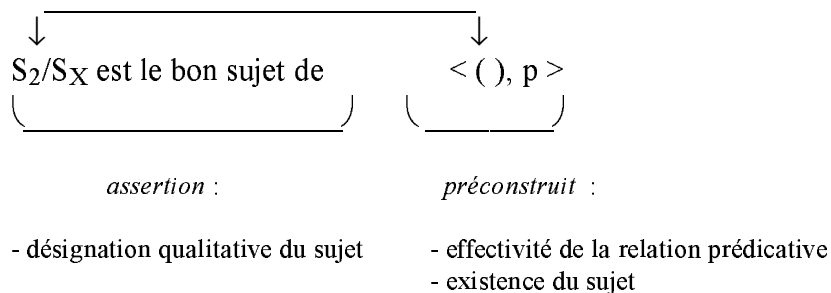 S₂/Sₓ est le bon sujet de < ( ), p >
assertion : préconstruit :
- désignation qualitative du sujet - effectivité de la relation prédicative
- existence du sujet